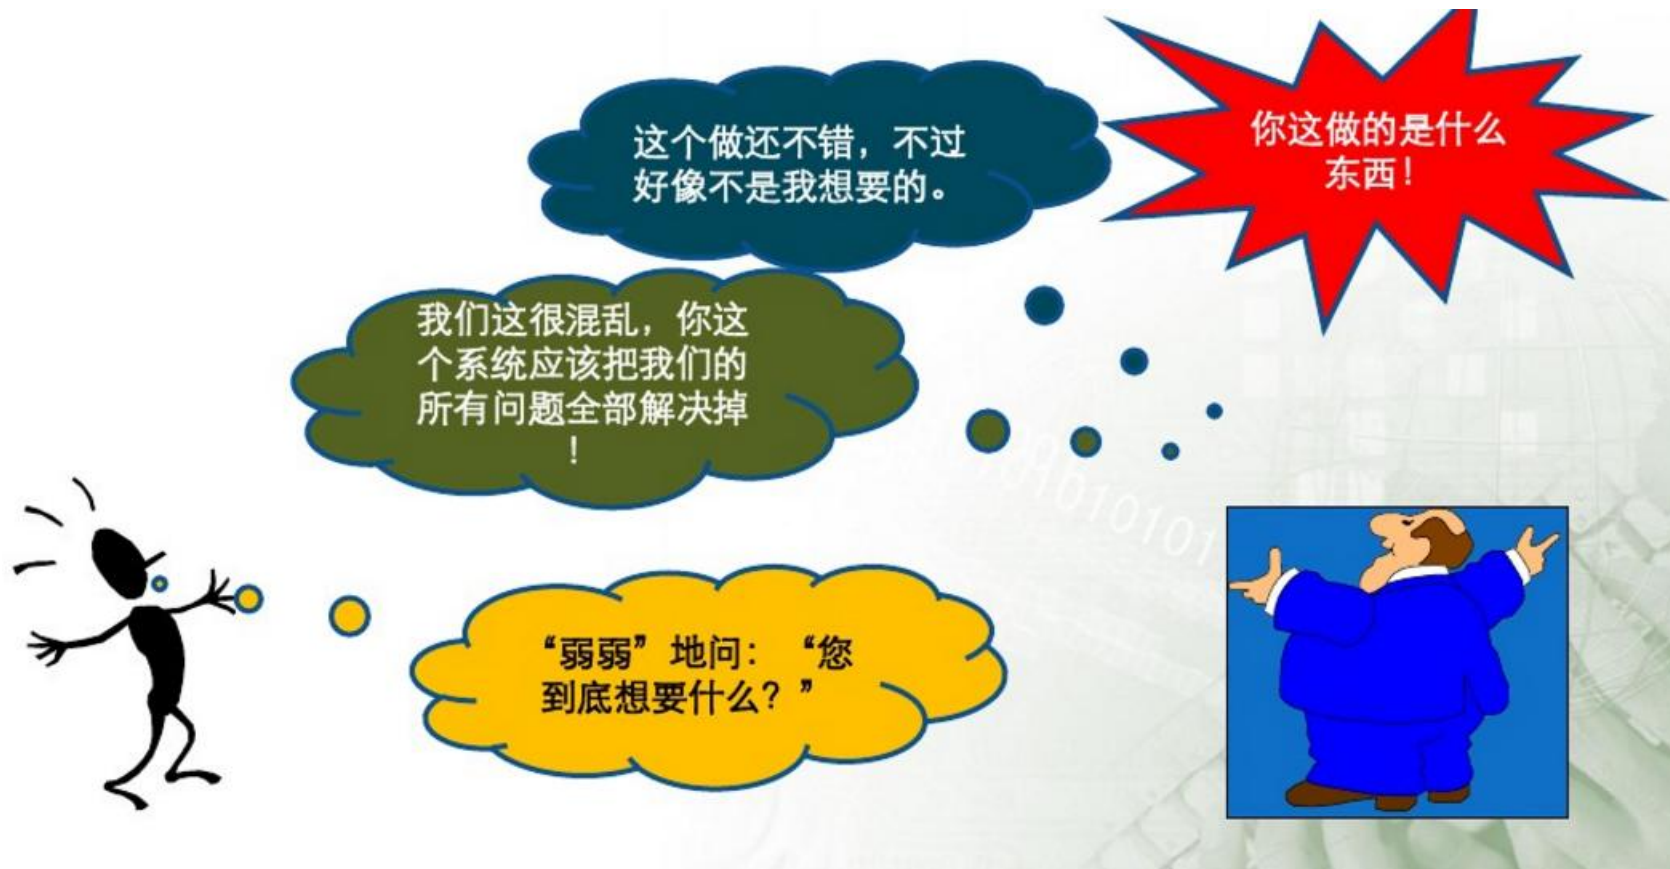 这个做还不错，不过
好像不是我想要的。
你这做的是什么
东西！
我们这很混乱，你这
个系统应该把我们的
所有问题全部解决掉
！
“弱弱”地问：“您
到底想要什么？”
010101